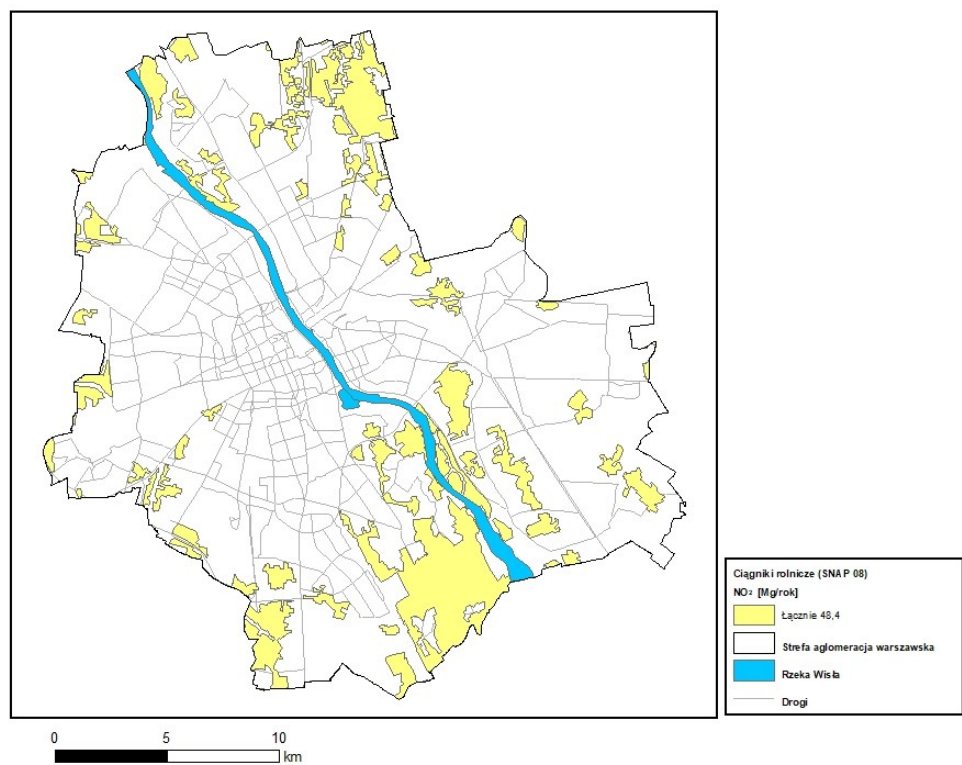 Ciągniki rolnicze (SNAP 08)
NO₂ [Mg/rok]
Łącznie 48,4
Strefa aglomeracja warszawska
Rzeka Wisła
Drogi
0 5 10
km